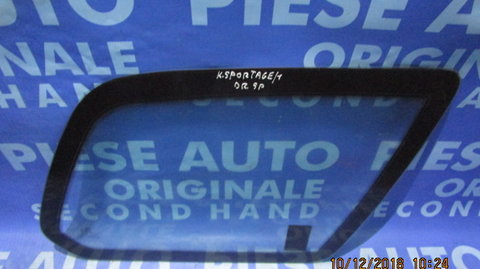 PIESE AUTO
ORIGINALE
SECOND HAND
K.SPORTAGE/1
DR SP
PIESE AUTO
ORIGINALE
SECOND HAND
PIESE AUTO
10/12/2018 10:24